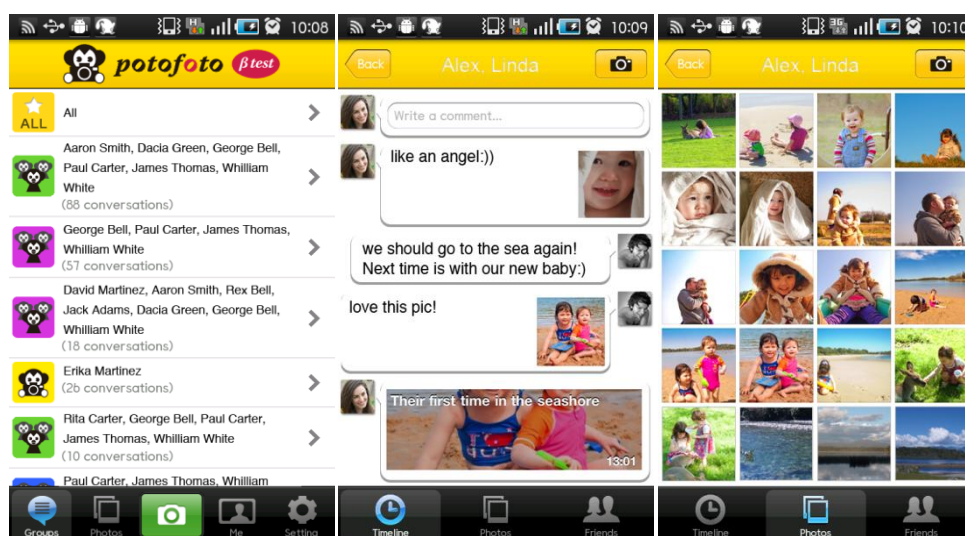 10:08
potofoto β test
ALL
All
Aaron Smith, Dacia Green, George Bell,
Paul Carter, James Thomas, Whilliam
White
(88 conversations)
George Bell, Paul Carter, James Thomas,
Whilliam White
(57 conversations)
David Martinez, Aaron Smith, Rex Bell,
Jack Adams, Dacia Green, George Bell,
Whilliam White
(18 conversations)
Erika Martinez
(26 conversations)
Rita Carter, George Bell, Paul Carter,
James Thomas, Whilliam White
(10 conversations)
Paul Carter, James Thomas, Whilliam
Groups
Photos
Me
Setting
H
10:09
Back
Alex, Linda
Write a comment...
like an angel:))
we should go to the sea again!
Next time is with our new baby:)
love this pic!
Their first time in the seashore
13:01
Timeline
Photos
Friends
3G
10:10
Back
Alex, Linda
Timeline
Photos
Friends